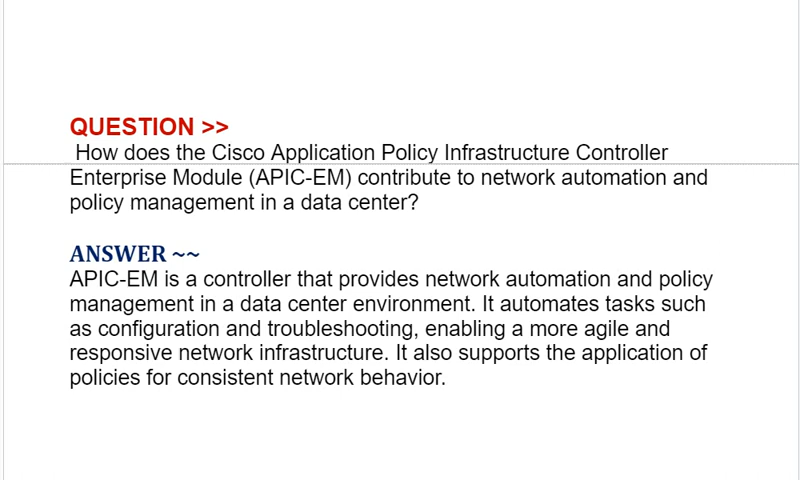 QUESTION >>
How does the Cisco Application Policy Infrastructure Controller
Enterprise Module (APIC-EM) contribute to network automation and
policy management in a data center?
ANSWER ~~
APIC-EM is a controller that provides network automation and policy
management in a data center environment. It automates tasks such
as configuration and troubleshooting, enabling a more agile and
responsive network infrastructure. It also supports the application of
policies for consistent network behavior.